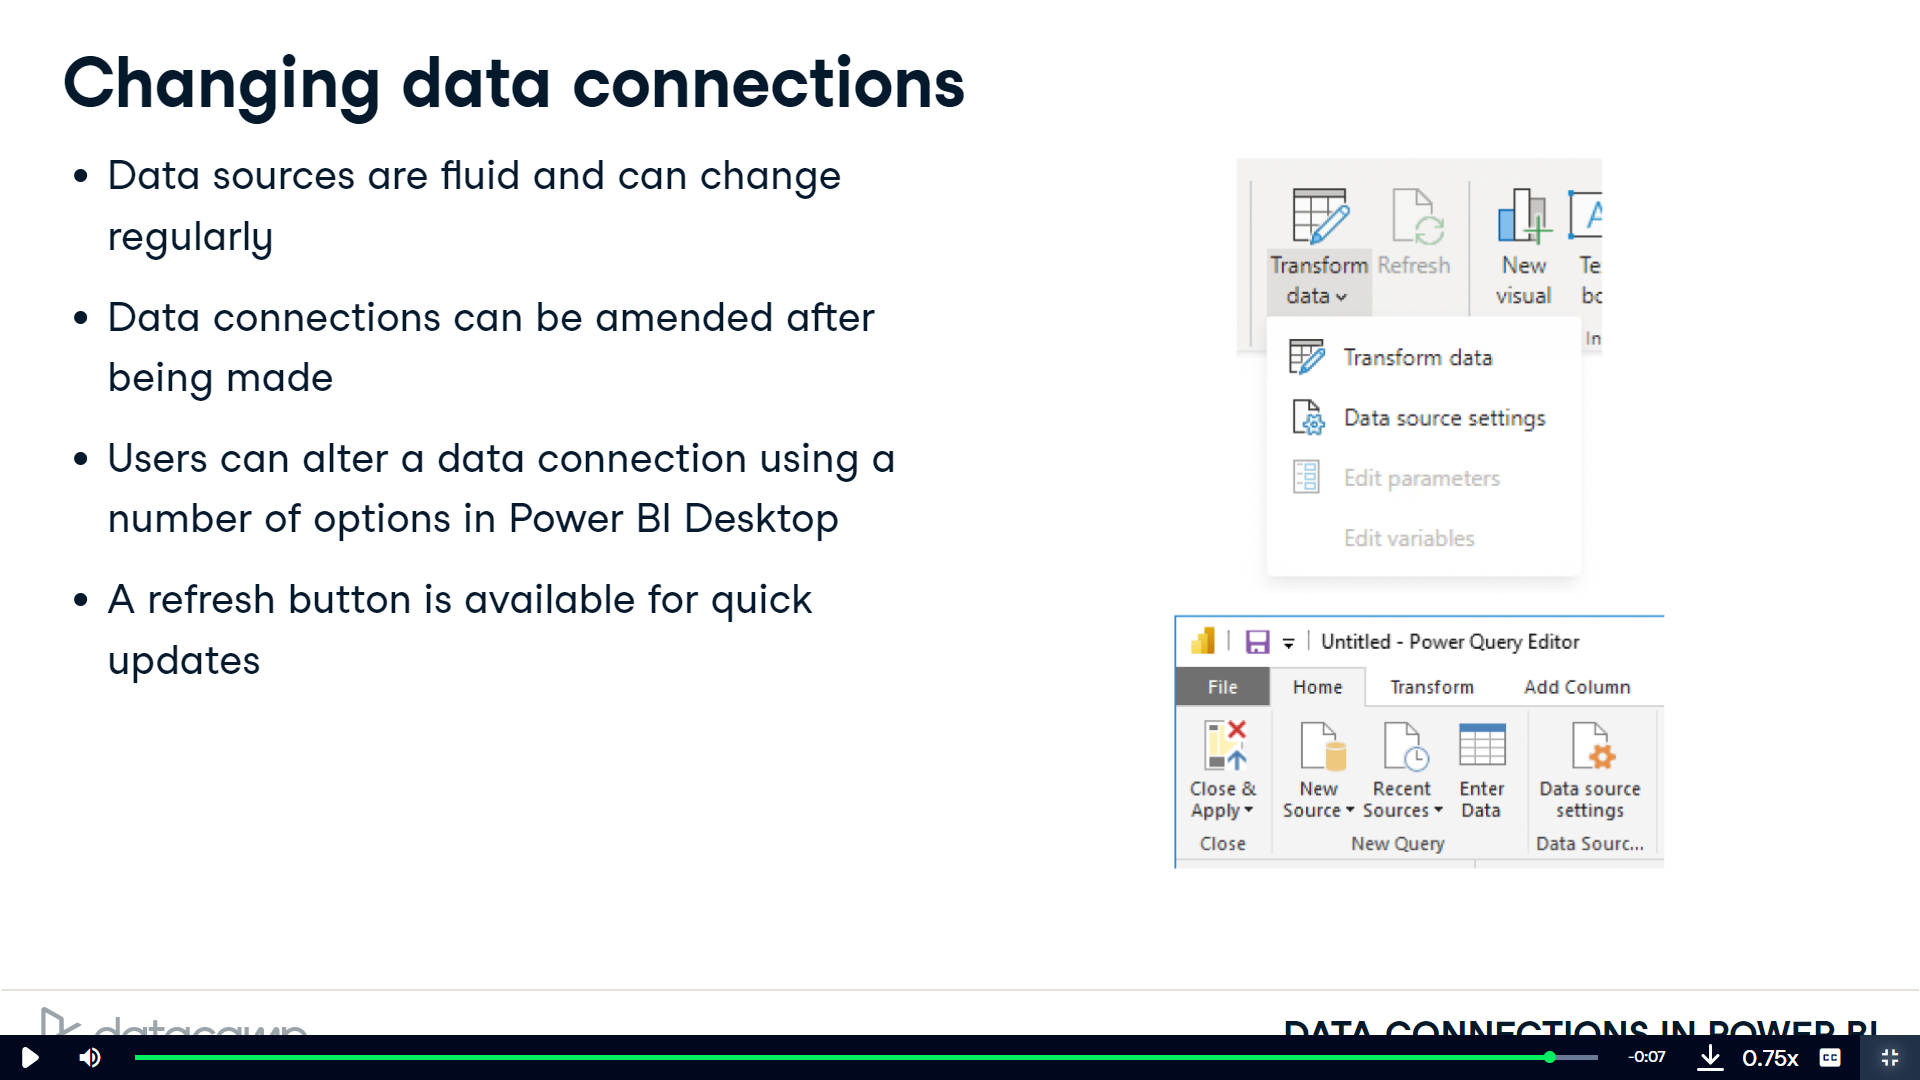 Changing data connections
Data sources are fluid and can change
regularly
Data connections can be amended after
being made
Users can alter a data connection using a
number of options in Power BI Desktop
A refresh button is available for quick
updates
Transform
data
Refresh
New
visual
Te
bo
In
Transform data
Data source settings
Edit parameters
Edit variables
Untitled - Power Query Editor
File Home Transform Add Column
Close &
Apply
New
Source
Recent
Sources
Enter
Data
Data source
settings
Close New Query Data Sourc...
datacamp
DATA CONNECTIONS IN POWER BI
-0:07 0.75x CC